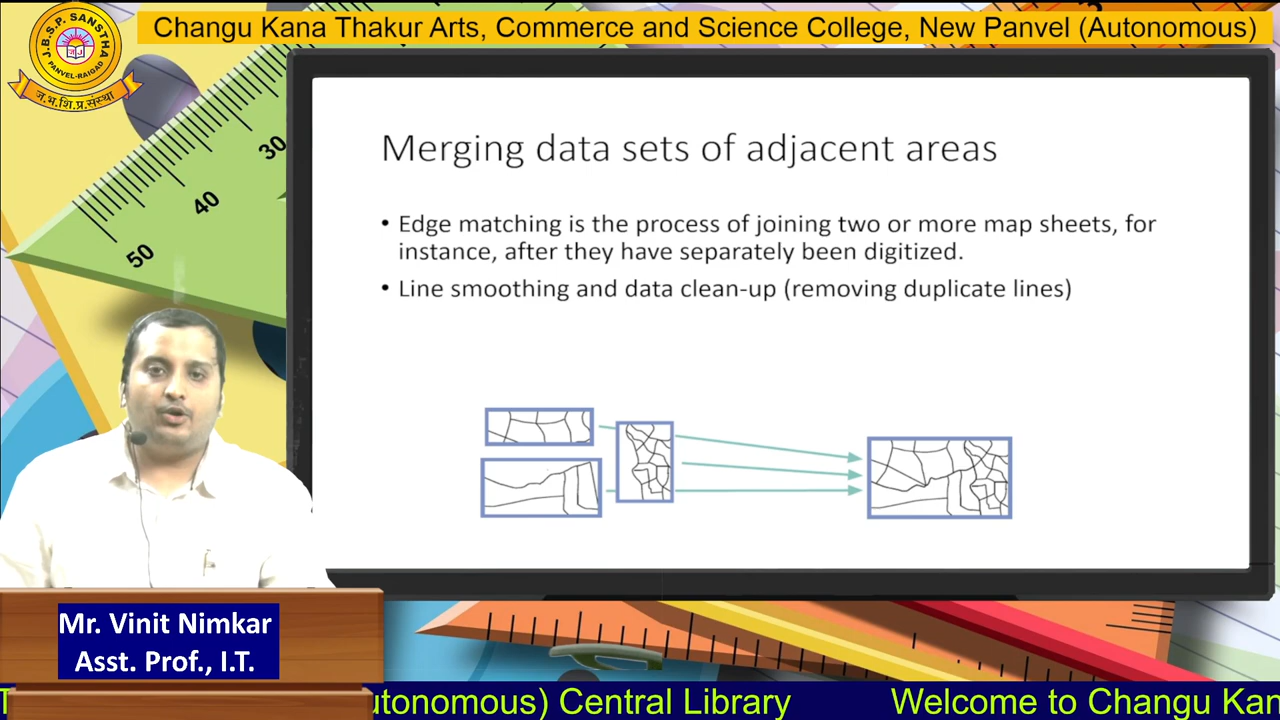 Changu Kana Thakur Arts, Commerce and Science College, New Panvel (Autonomous)
J.B.S.P. SANSTHA
PANVEL-RAIGAD
ज.भ.शि.प्र.संस्था
30
40
50
Merging data sets of adjacent areas
• Edge matching is the process of joining two or more map sheets, for
instance, after they have separately been digitized.
• Line smoothing and data clean-up (removing duplicate lines)
Mr. Vinit Nimkar
Asst. Prof., I.T.
utonomous) Central Library Welcome to Changu Kan